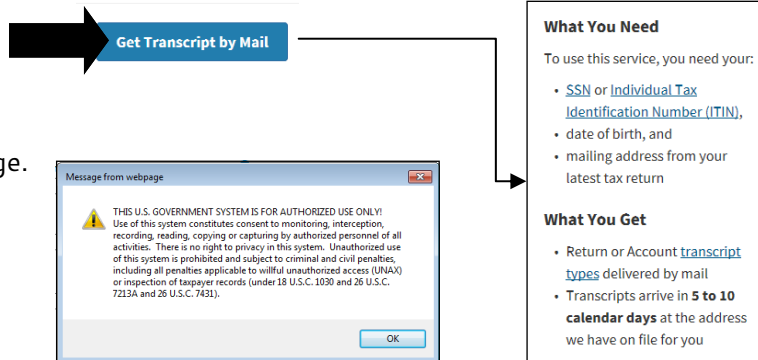 Get Transcript by Mail
ge.
Message from webpage
THIS U.S. GOVERNMENT SYSTEM IS FOR AUTHORIZED USE ONLY!
Use of this system constitutes consent to monitoring, interception,
recording, reading, copying or capturing by authorized personnel of all
activities. There is no right to privacy in this system. Unauthorized use
of this system is prohibited and subject to criminal and civil penalties,
including all penalties applicable to willful unauthorized access (UNAX)
or inspection of taxpayer records (under 18 U.S.C. 1030 and 26 U.S.C.
7213A and 26 U.S.C. 7431).
OK
What You Need
To use this service, you need your:
• SSN or Individual Tax
Identification Number (ITIN),
• date of birth, and
• mailing address from your
latest tax return
What You Get
• Return or Account transcript
types delivered by mail
• Transcripts arrive in 5 to 10
calendar days at the address
we have on file for you